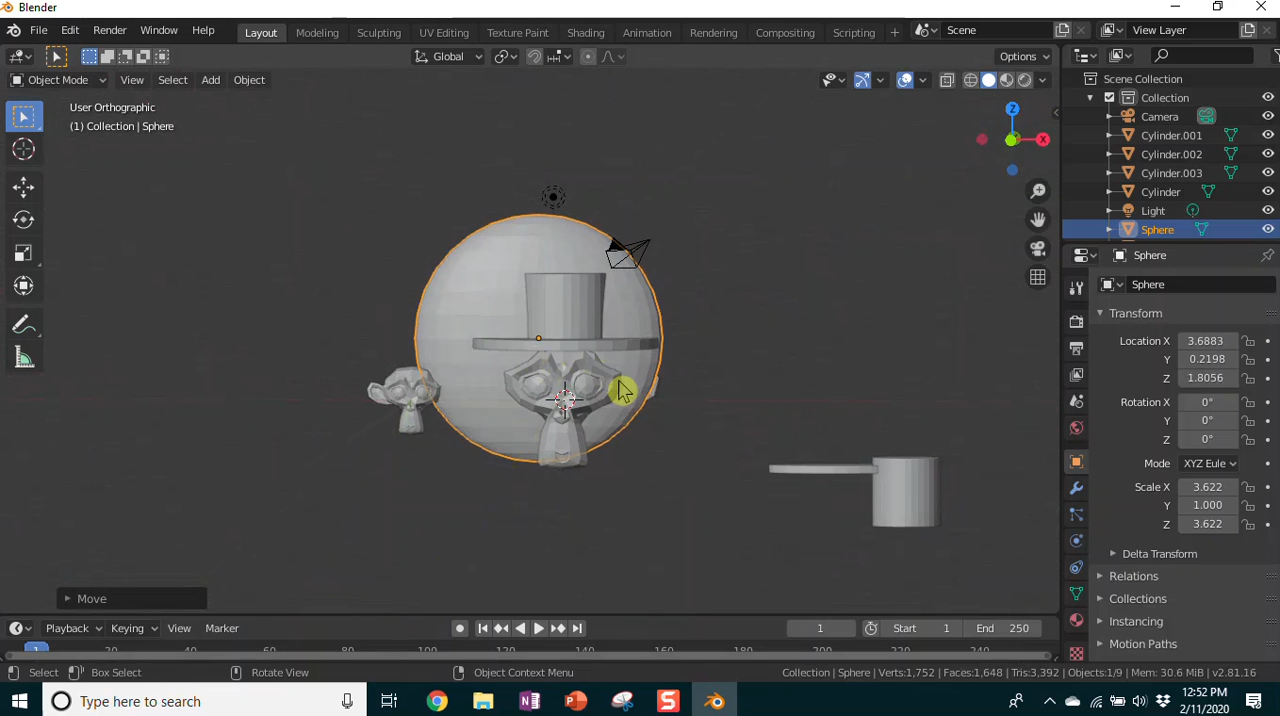 Blender
File Edit Render Window Help Layout Modeling Sculpting UV Editing Texture Paint Shading Animation Rendering Compositing Scripting + Scene View Layer
Global Options
Object Mode View Select Add Object
User Orthographic
(1) Collection | Sphere
Z
X
Scene Collection
Collection
Camera
Cylinder.001
Cylinder.002
Cylinder.003
Cylinder
Light
Sphere
Sphere
Sphere
Transform
Location X 3.6883
Y 0.2198
Z 1.8056
Rotation X 0°
Y 0°
Z 0°
Mode XYZ Eule
Scale X 3.622
Y 1.000
Z 3.622
Delta Transform
Relations
Collections
Instancing
Motion Paths
Move
Playback Keying View Marker 1 Start 1 End 250
1 20 100 120 140 180 200 220 240
Select Box Select Rotate View Object Context Menu Collection | Sphere | Verts:1,752 | Faces:1,648 | Tris:3,392 | Objects:1/9 | Mem: 30.6 MiB | v2.81.16
Type here to search
12:52 PM
2/11/2020